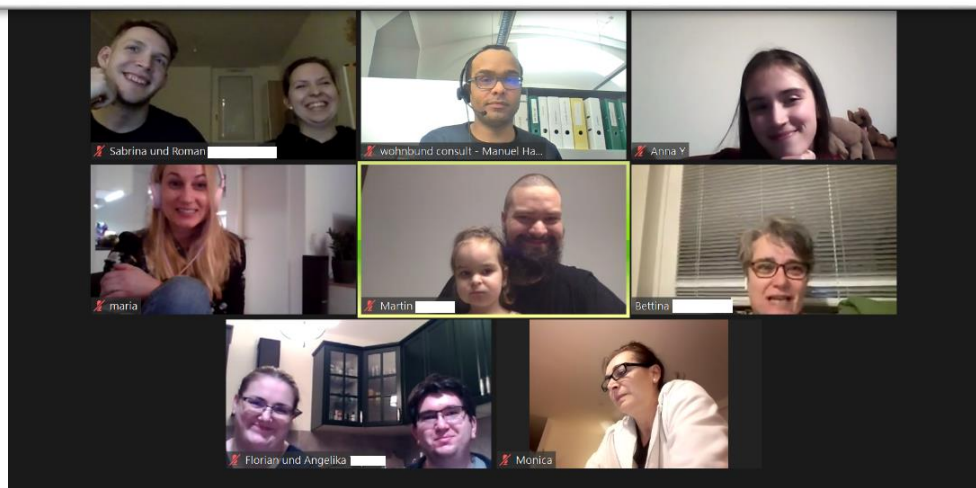 Sabrina und Roman
wohnbund consult - Manuel Ha...
Anna Y
maria
Martin
Bettina
Florian und Angelika
Monica